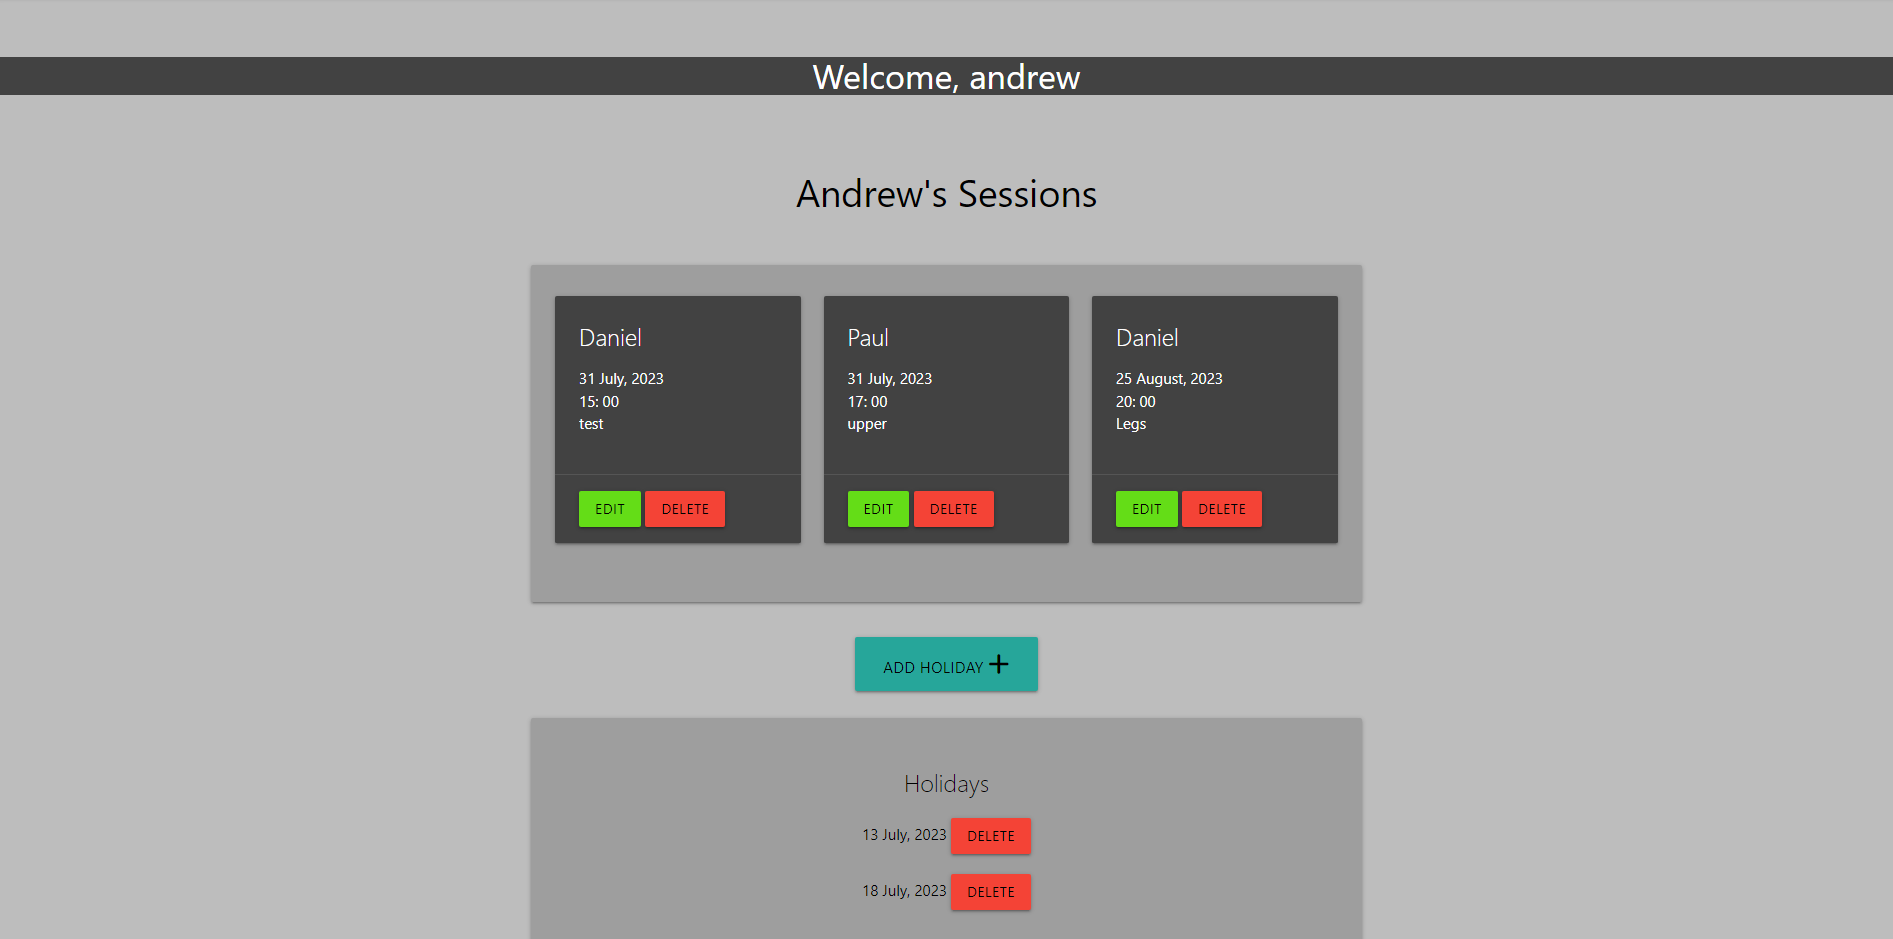 Welcome, andrew
Andrew's Sessions
Daniel
31 July, 2023
15: 00
test
EDIT DELETE
Paul
31 July, 2023
17: 00
upper
EDIT DELETE
Daniel
25 August, 2023
20: 00
Legs
EDIT DELETE
ADD HOLIDAY +
Holidays
13 July, 2023 DELETE
18 July, 2023 DELETE